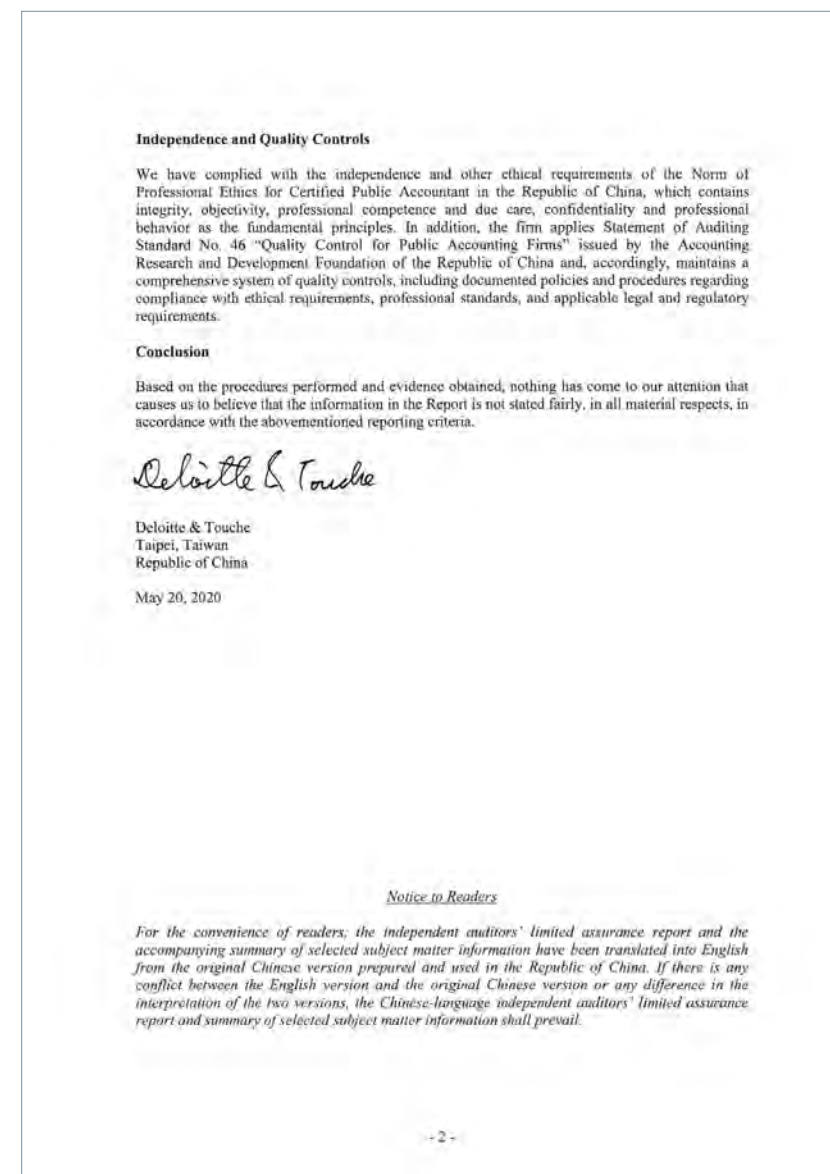 Independence and Quality Controls
We have complied with the independence and other ethical requirements of the Norm of
Professional Ethics for Certified Public Accountant in the Republic of China, which contains
integrity, objectivity, professional competence and due care, confidentiality and professional
behavior as the fundamental principles. In addition, the firm applies Statement of Auditing
Standard No. 46 “Quality Control for Public Accounting Firms” issued by the Accounting
Research and Development Foundation of the Republic of China and, accordingly, maintains a
comprehensive system of quality controls, including documented policies and procedures regarding
compliance with ethical requirements, professional standards, and applicable legal and regulatory
requirements.
Conclusion
Based on the procedures performed and evidence obtained, nothing has come to our attention that
causes us to believe that the information in the Report is not stated fairly, in all material respects, in
accordance with the abovementioned reporting criteria.
Deloitte & Touche
Deloitte & Touche
Taipei, Taiwan
Republic of China
May 20, 2020
Notice to Readers
For the convenience of readers, the independent auditors’ limited assurance report and the
accompanying summary of selected subject matter information have been translated into English
from the original Chinese version prepared and used in the Republic of China. If there is any
conflict between the English version and the original Chinese version or any difference in the
interpretation of the two versions, the Chinese-language independent auditors’ limited assurance
report and summary of selected subject matter information shall prevail.
- 2 -